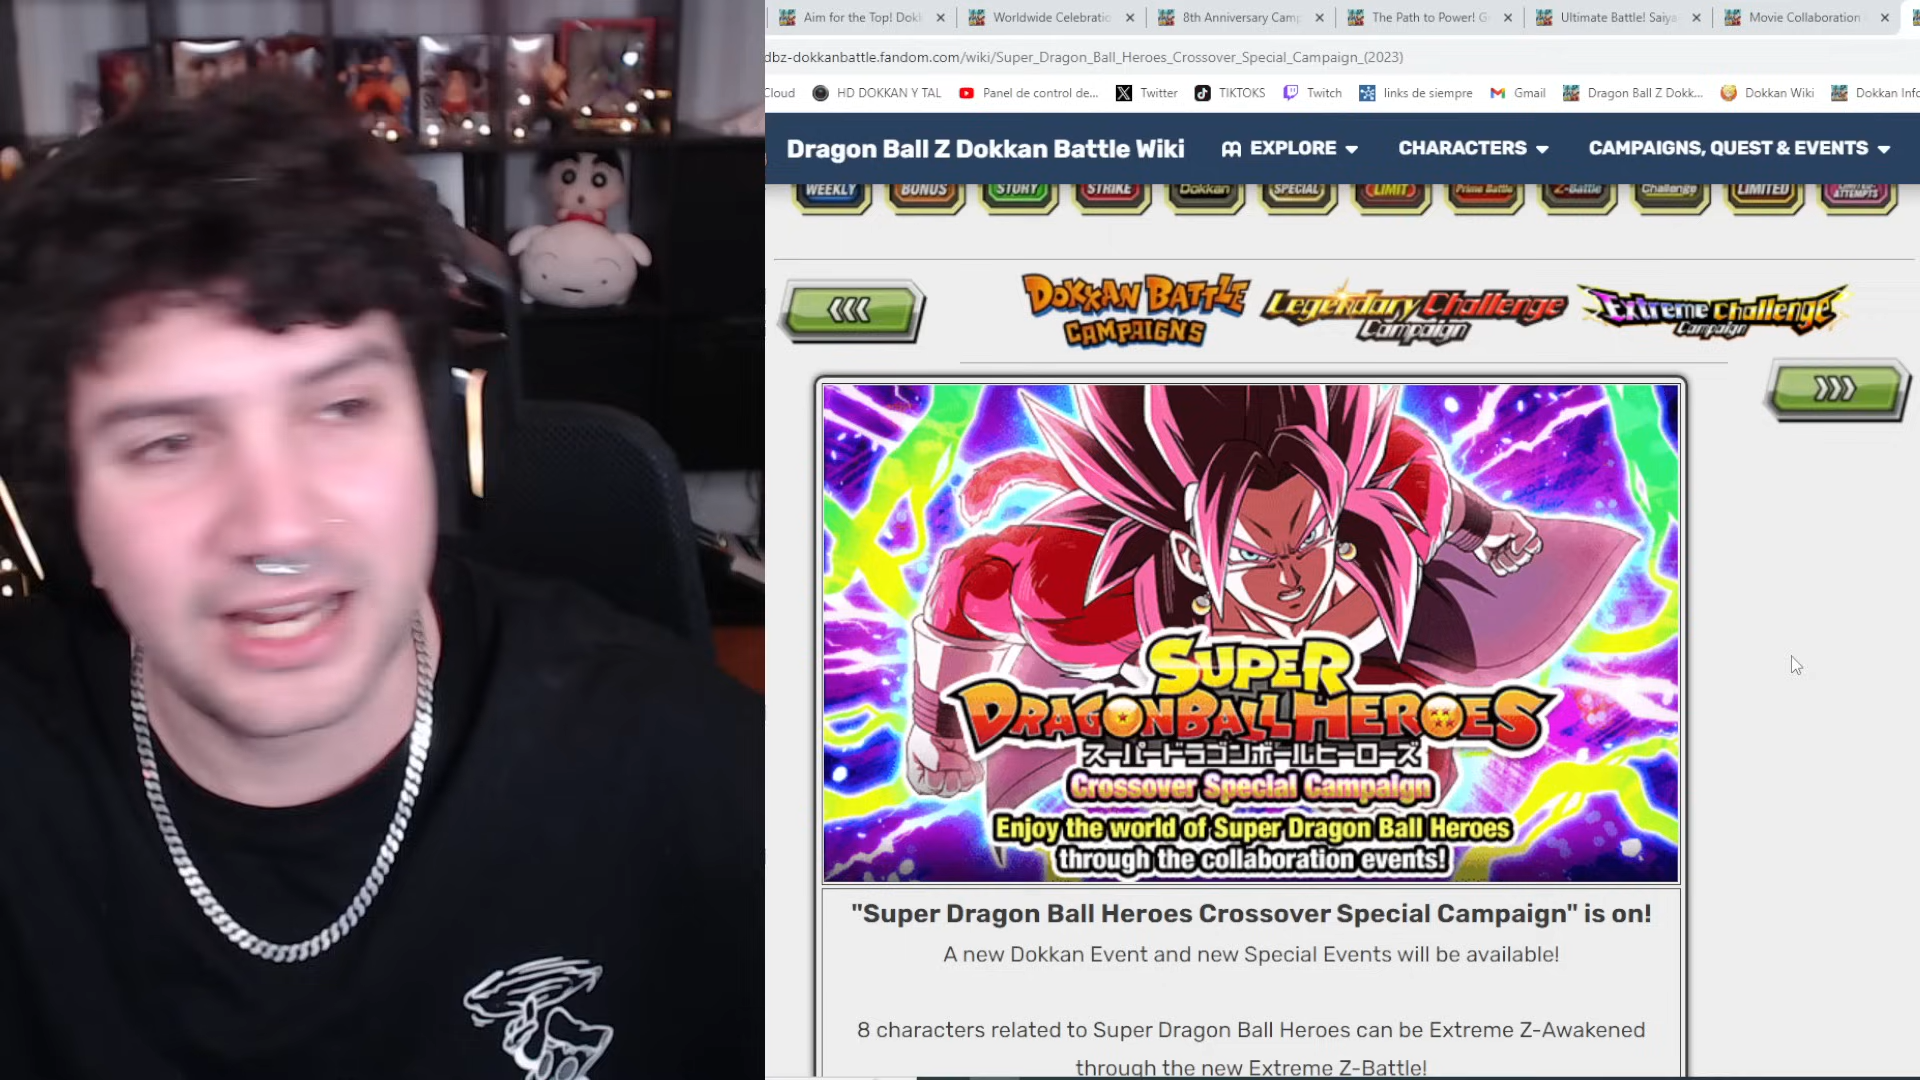 Aim for the Top! Dokk
Worldwide Celebratio
8th Anniversary Camp
The Path to Power! G
Ultimate Battle! Saiya
Movie Collaboration
dbz-dokkanbattle.fandom.com/wiki/Super_Dragon_Ball_Heroes_Crossover_Special_Campaign_(2023)
Cloud
HD DOKKAN Y TAL
Panel de control de...
Twitter
TIKTOKS
Twitch
links de siempre
Gmail
Dragon Ball Z Dokk...
Dokkan Wiki
Dokkan Info
Dragon Ball Z Dokkan Battle Wiki
EXPLORE
CHARACTERS
CAMPAIGNS, QUEST & EVENTS
WEEKLY
BONUS
STORY
STRIKE
Dokkan
SPECIAL
LIMIT
Prime Battle
Z-Battle
Challenge
LIMITED
ATTEMPTS
DOKKAN BATTLE
CAMPAIGNS
Legendary Challenge
Campaign
Extreme Challenge
Campaign
SUPER
DRAGONBALL HEROES
スーパードラゴンボールヒーローズ
Crossover Special Campaign
Enjoy the world of Super Dragon Ball Heroes
through the collaboration events!
"Super Dragon Ball Heroes Crossover Special Campaign" is on!
A new Dokkan Event and new Special Events will be available!
8 characters related to Super Dragon Ball Heroes can be Extreme Z-Awakened
through the new Extreme Z-Battle!